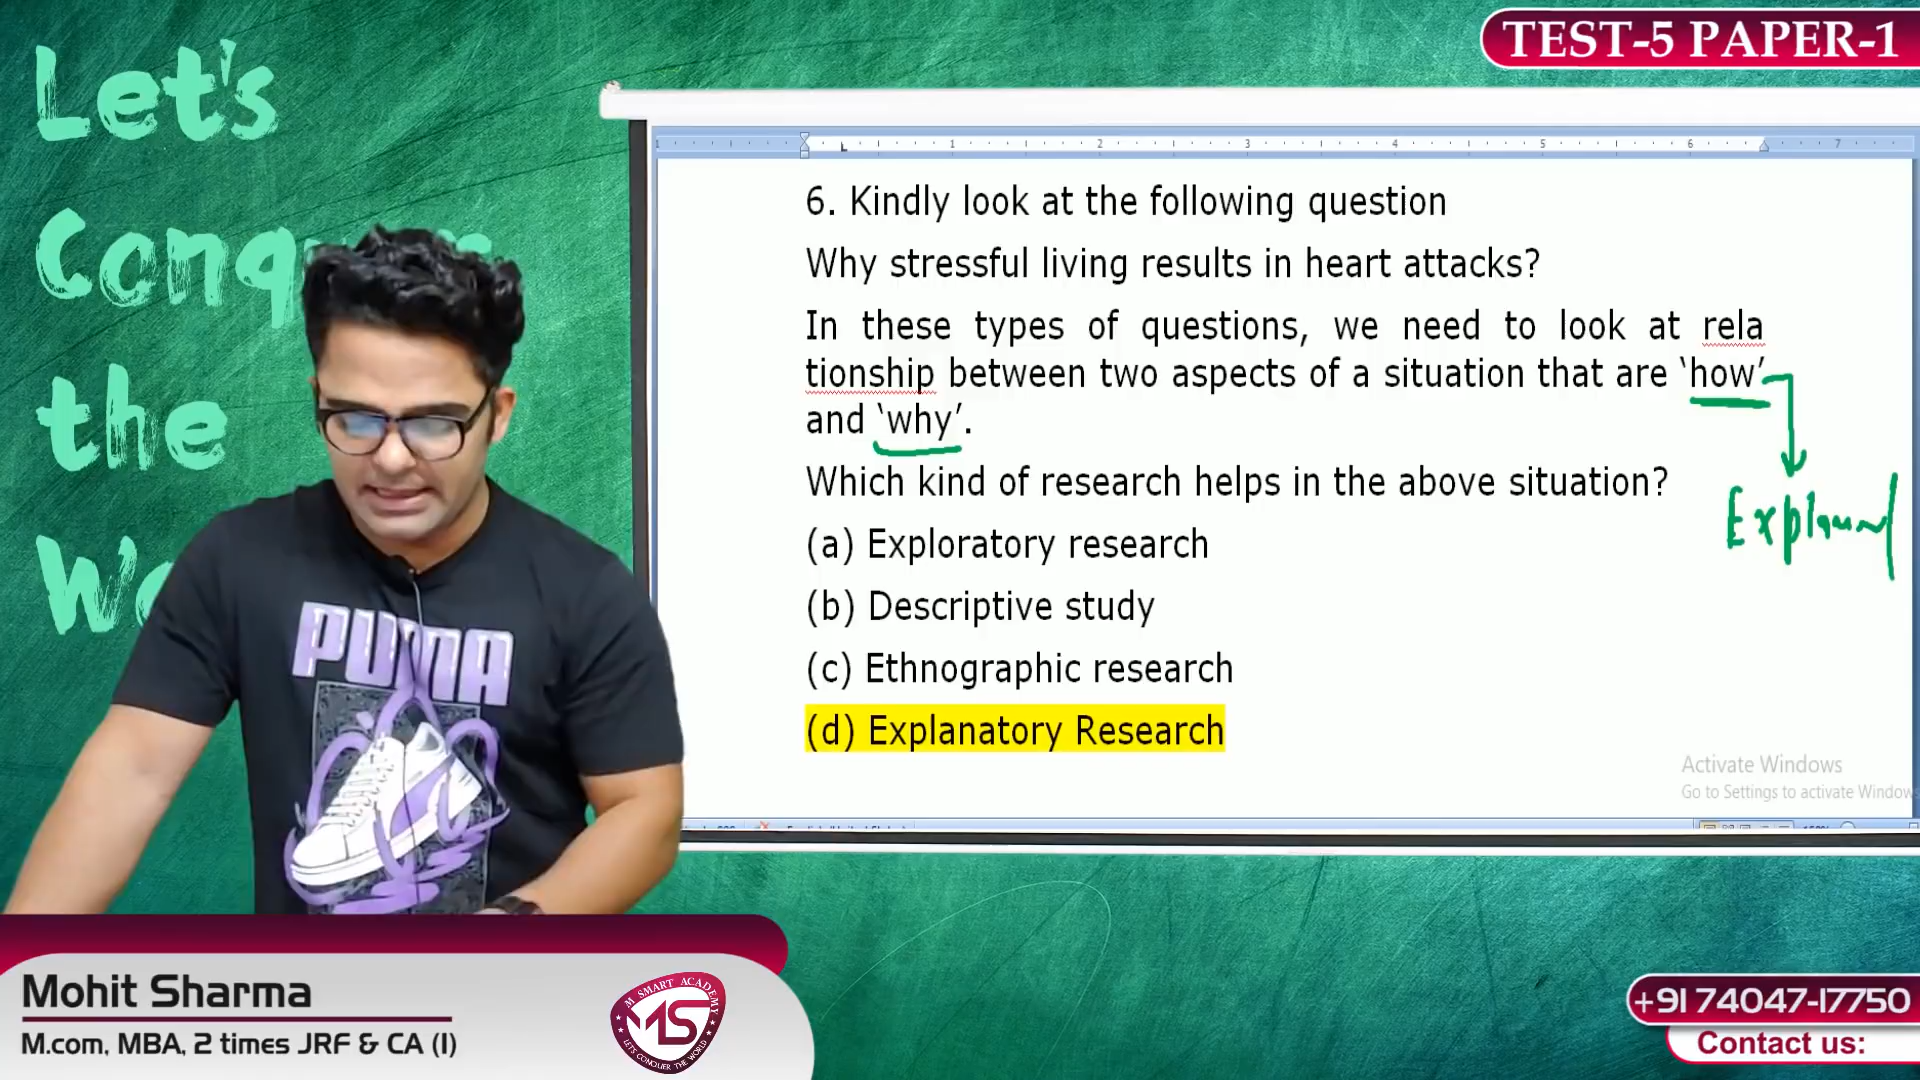 Let's
the
TEST-5 PAPER-1
6. Kindly look at the following question
Why stressful living results in heart attacks?
In these types of questions, we need to look at rela
tionship between two aspects of a situation that are ‘how’
and ‘why’.
Which kind of research helps in the above situation?
(a) Exploratory research
(b) Descriptive study
(c) Ethnographic research
(d) Explanatory Research
Activate Windows
Go to Settings to activate Window
PUMA
Mohit Sharma
M.com, MBA, 2 times JRF & CA (I)
M SMART ACADEMY
MS
LETS CONQUER THE WORLD
+91 74047-17750
Contact us: